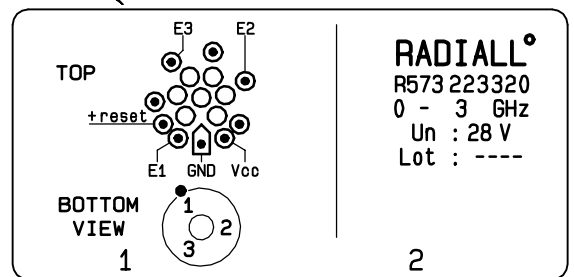 E3 E2
TOP
+reset
E1 GND Vcc
BOTTOM
VIEW
1
2
3
1
RADIALL°
R573 223320
0 - 3 GHz
Un : 28 V
Lot : ----
2